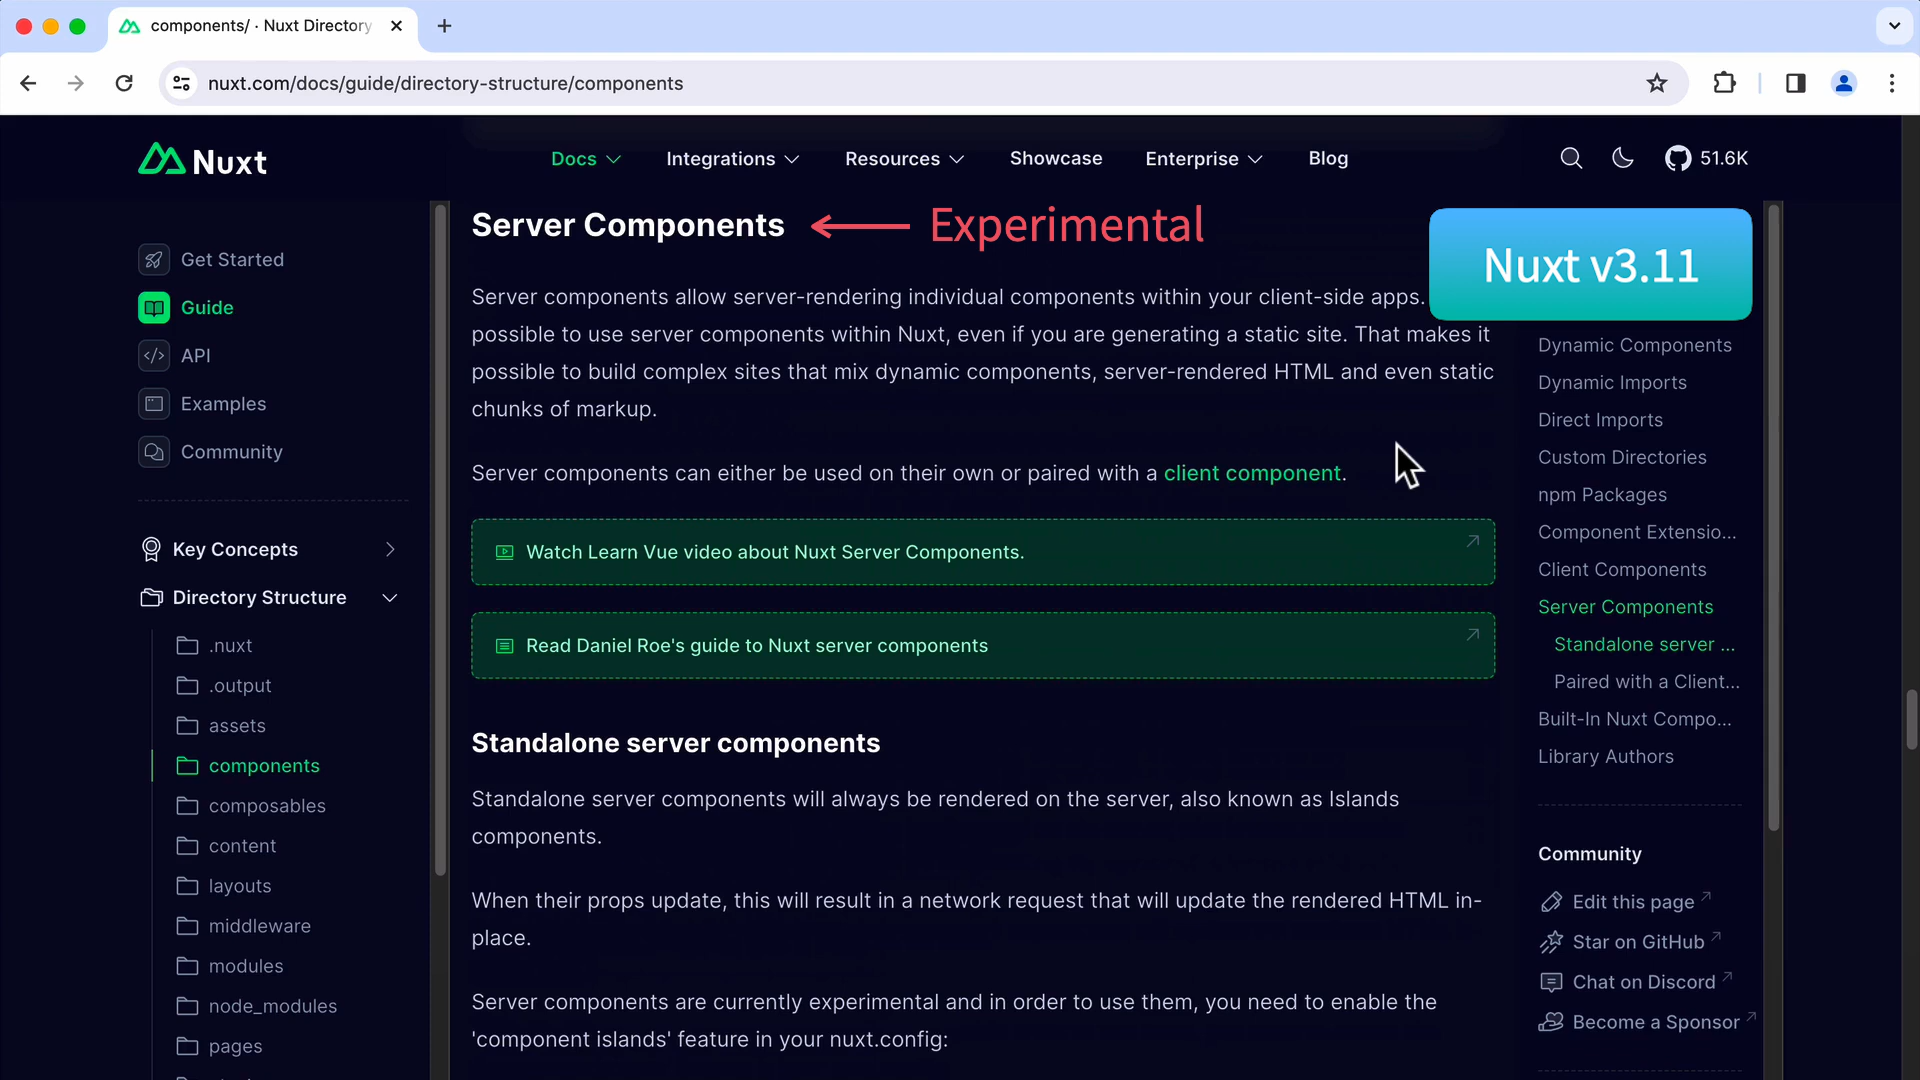 components/ · Nuxt Directory
nuxt.com/docs/guide/directory-structure/components
Nuxt
Docs
Integrations
Resources
Showcase
Enterprise
Blog
51.6K
Get Started
Guide
API
Examples
Community
Key Concepts
Directory Structure
.nuxt
.output
assets
components
composables
content
layouts
middleware
modules
node_modules
pages
Server Components
Experimental
Nuxt v3.11
Server components allow server-rendering individual components within your client-side apps.
possible to use server components within Nuxt, even if you are generating a static site. That makes it
possible to build complex sites that mix dynamic components, server-rendered HTML and even static
chunks of markup.
Server components can either be used on their own or paired with a client component.
Watch Learn Vue video about Nuxt Server Components.
Read Daniel Roe's guide to Nuxt server components
Standalone server components
Standalone server components will always be rendered on the server, also known as Islands
components.
When their props update, this will result in a network request that will update the rendered HTML in-
place.
Server components are currently experimental and in order to use them, you need to enable the
'component islands' feature in your nuxt.config:
Dynamic Components
Dynamic Imports
Direct Imports
Custom Directories
npm Packages
Component Extensio...
Client Components
Server Components
Standalone server ...
Paired with a Client...
Built-In Nuxt Compo...
Library Authors
Community
Edit this page
Star on GitHub
Chat on Discord
Become a Sponsor